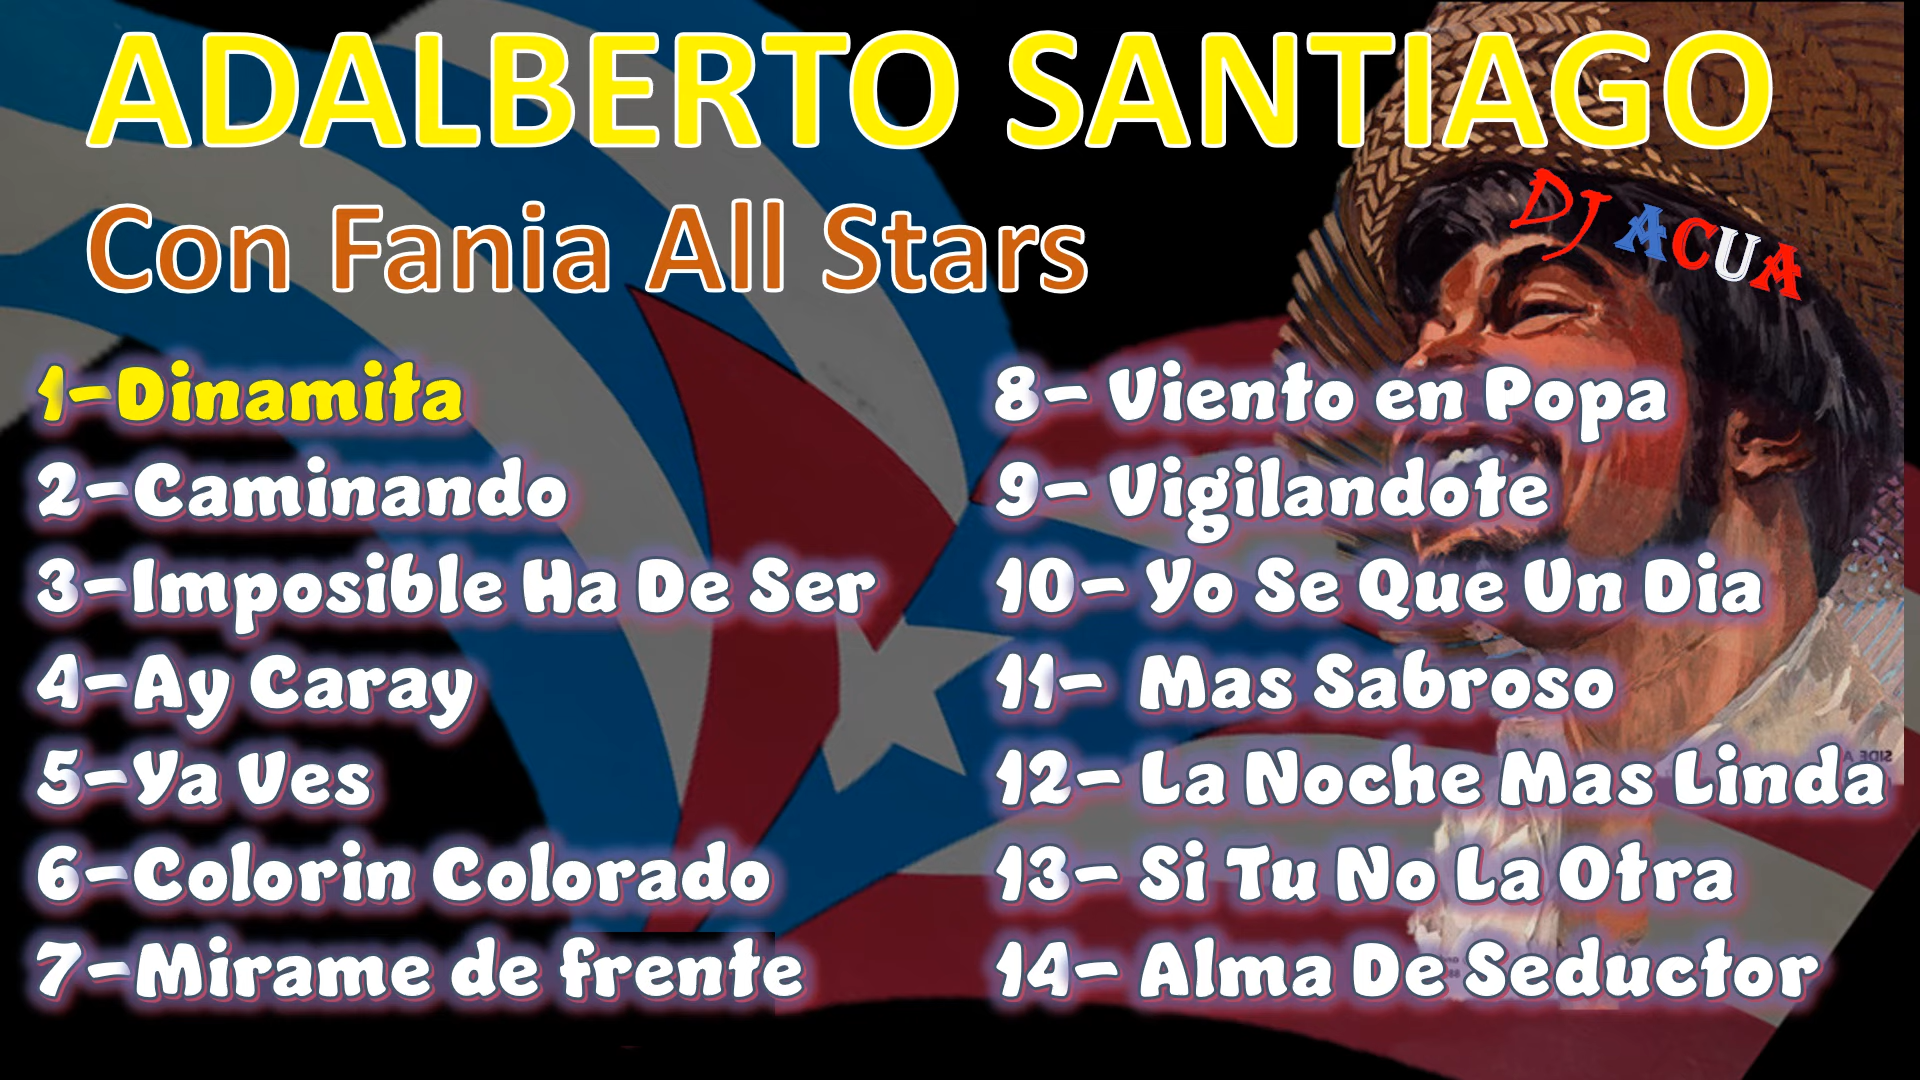 ADALBERTO SANTIAGO
Con Fania All Stars
DJ ACUA
1-Dinamita
2-Caminando
3-Imposible Ha De Ser
4-Ay Caray
5-Ya Ves
6-Colorin Colorado
7-Mirame de frente
8- Viento en Popa
9- Vigilandote
10- Yo Se Que Un Dia
11- Mas Sabroso
12- La Noche Mas Linda
13- Si Tu No La Otra
14- Alma De Seductor
SIDE A